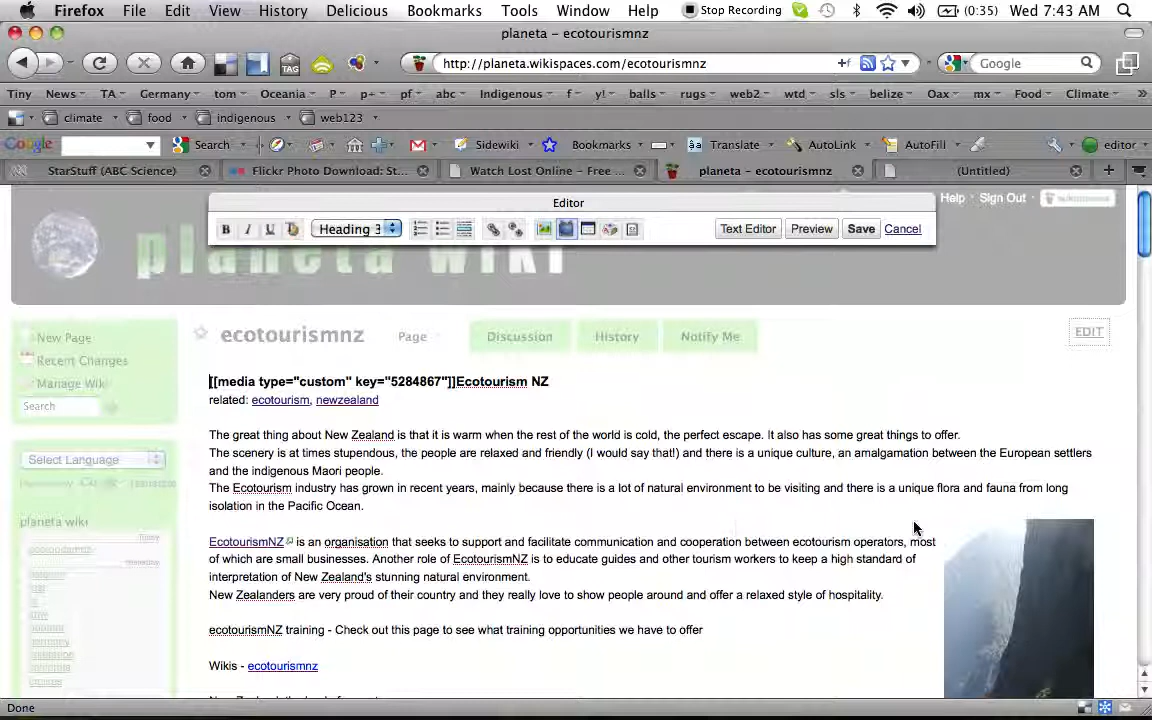 Firefox File Edit View History Delicious Bookmarks Tools Window Help Stop Recording (0:35) Wed 7:43 AM
planeta – ecotourismnz
http://planeta.wikispaces.com/ecotourismnz Google
Tiny News TA Germany tom Oceania P p+ pf abc Indigenous f y! balls rugs web2 wtd sls belize Oax mx Food Climate
climate food indigenous web123
Google Search Sidewiki Bookmarks Translate AutoLink AutoFill editor
StarStuff (ABC Science) Flickr Photo Download: St... Watch Lost Online – Free ... planeta – ecotourismnz (Untitled)
Help Sign Out
Editor
B I U Heading 3 Text Editor Preview Save Cancel
planeta wiki
New Page
Recent Changes
Manage Wiki
Search
ecotourismnz Page Discussion History Notify Me EDIT
[[media type="custom" key="5284867"]]Ecotourism NZ
related: ecotourism, newzealand
The great thing about New Zealand is that it is warm when the rest of the world is cold, the perfect escape. It also has some great things to offer.
The scenery is at times stupendous, the people are relaxed and friendly (I would say that!) and there is a unique culture, an amalgamation between the European settlers
and the indigenous Maori people.
The Ecotourism industry has grown in recent years, mainly because there is a lot of natural environment to be visiting and there is a unique flora and fauna from long
isolation in the Pacific Ocean.
EcotourismNZ is an organisation that seeks to support and facilitate communication and cooperation between ecotourism operators, most
of which are small businesses. Another role of EcotourismNZ is to educate guides and other tourism workers to keep a high standard of
interpretation of New Zealand's stunning natural environment.
New Zealanders are very proud of their country and they really love to show people around and offer a relaxed style of hospitality.
ecotourismNZ training - Check out this page to see what training opportunities we have to offer
Wikis - ecotourismnz
Select Language
planeta wiki
Done